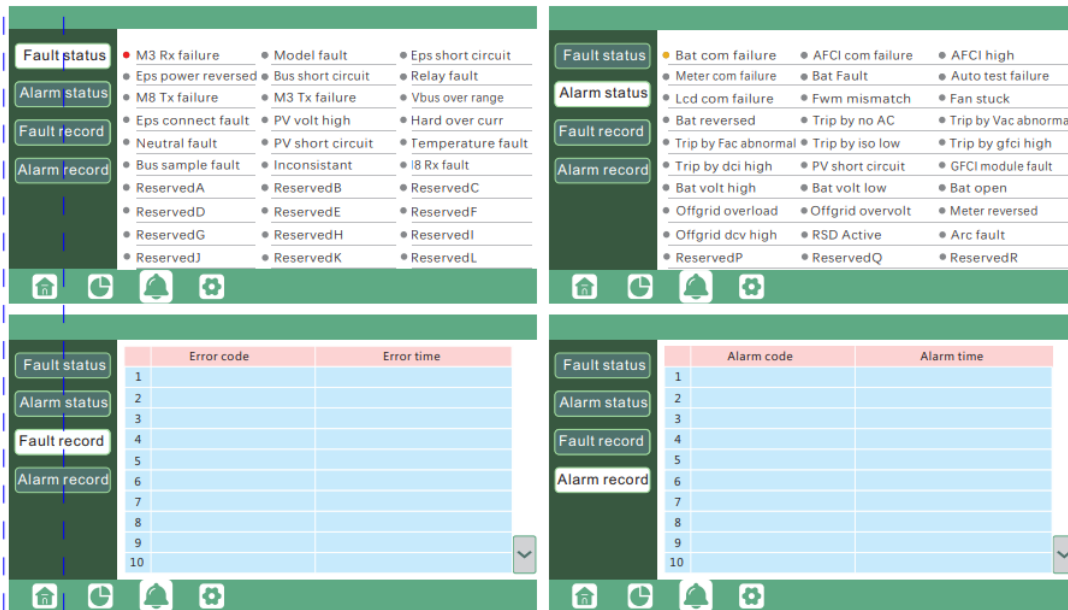 Fault status
Alarm status
Fault record
Alarm record
M3 Rx failure Model fault Eps short circuit
Eps power reversed Bus short circuit Relay fault
M8 Tx failure M3 Tx failure Vbus over range
Eps connect fault PV volt high Hard over curr
Neutral fault PV short circuit Temperature fault
Bus sample fault Inconsistant I8 Rx fault
ReservedA ReservedB ReservedC
ReservedD ReservedE ReservedF
ReservedG ReservedH ReservedI
ReservedJ ReservedK ReservedL
Fault status
Alarm status
Fault record
Alarm record
Bat com failure AFCI com failure AFCI high
Meter com failure Bat Fault Auto test failure
Lcd com failure Fwm mismatch Fan stuck
Bat reversed Trip by no AC Trip by Vac abnorma
Trip by Fac abnormal Trip by iso low Trip by gfci high
Trip by dci high PV short circuit GFCI module fault
Bat volt high Bat volt low Bat open
Offgrid overload Offgrid overvolt Meter reversed
Offgrid dcv high RSD Active Arc fault
ReservedP ReservedQ ReservedR
Fault status
Alarm status
Fault record
Alarm record
Error code Error time
1
2
3
4
5
6
7
8
9
10
Fault status
Alarm status
Fault record
Alarm record
Alarm code Alarm time
1
2
3
4
5
6
7
8
9
10